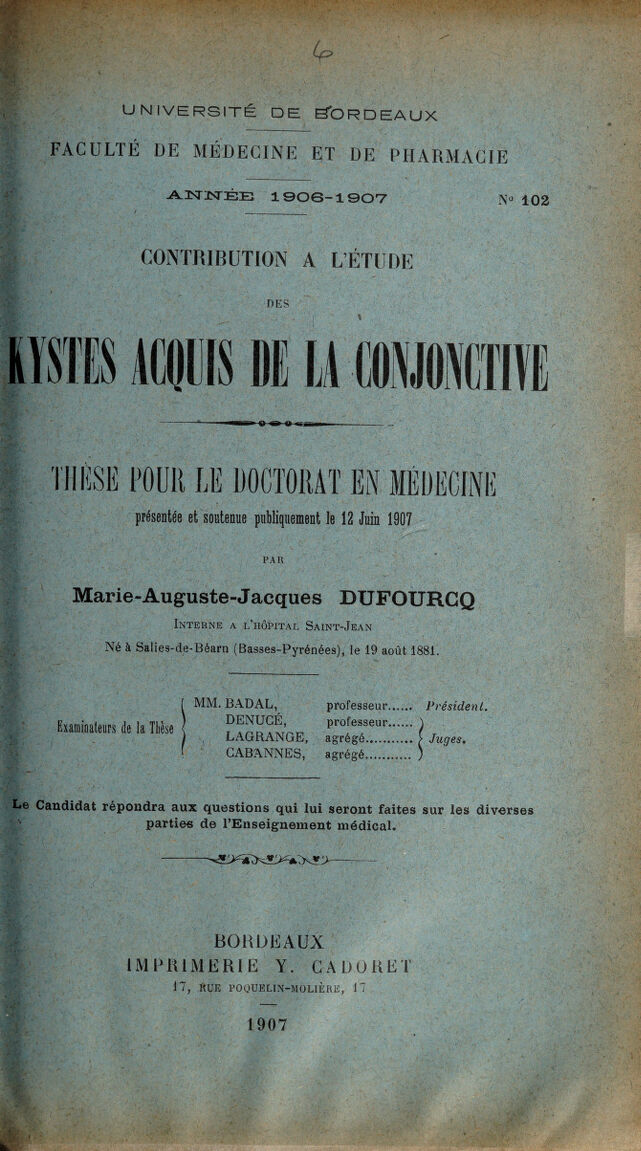 6
UNIVERSITÉ DE BORDEAUX
FACULTÉ DE MÉDECINE ET DE PHARMACIE
ANNÉE 1906-1907 No 102
CONTRIBUTION A L'ÉTUDE
DES
KYSTES ACQUIS DE LA CONJONCTIVE
THÈSE POUR LE DOCTORAT EN MÉDECINE
présentée et soutenue publiquement le 12 Juin 1907
PAR
Marie-Auguste-Jacques DUFOURCQ
INTERNE A L'HÔPITAL SAINT-JEAN
Né à Salies-de-Béarn (Basses-Pyrénées), le 19 août 1881.
MM. BADAL, professeur...... Président.
DENUCÉ, professeur......
Examinateurs de la Thèse
LAGRANGE, agrégé........... Juges.
CABANNES, agrégé...........
Le Candidat répondra aux questions qui lui seront faites sur les diverses
parties de l'Enseignement médical.
BORDEAUX
IMPRIMERIE Y. CADORET
17, RUE POQUELIN-MOLIÈRE, 17
1907